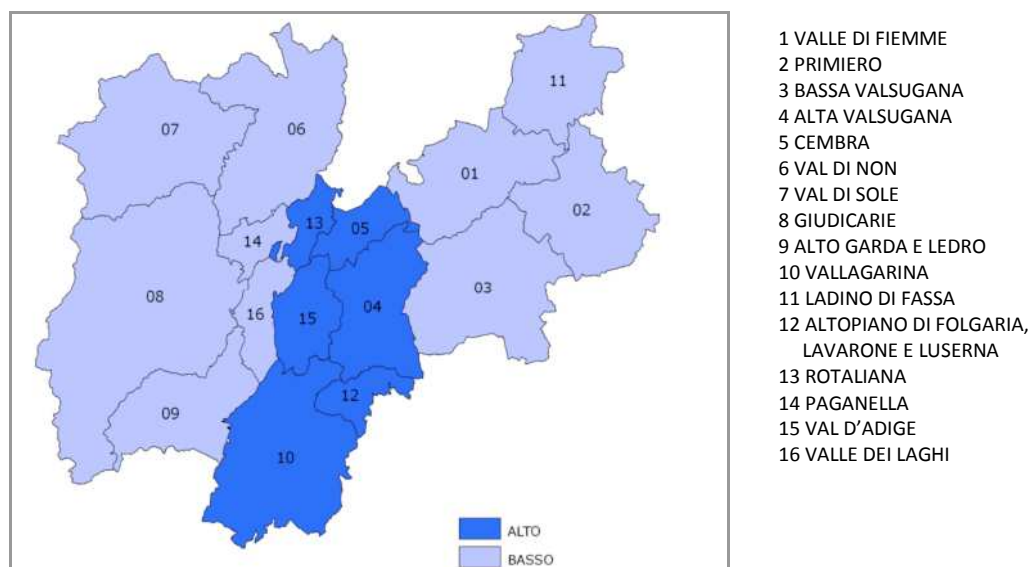 11
07
06
01
02
13
05
14
03
08
04
16
15
12
09
10
ALTO
BASSO
1 VALLE DI FIEMME
2 PRIMIERO
3 BASSA VALSUGANA
4 ALTA VALSUGANA
5 CEMBRA
6 VAL DI NON
7 VAL DI SOLE
8 GIUDICARIE
9 ALTO GARDA E LEDRO
10 VALLAGARINA
11 LADINO DI FASSA
12 ALTOPIANO DI FOLGARIA,
LAVARONE E LUSERNA
13 ROTALIANA
14 PAGANELLA
15 VAL D'ADIGE
16 VALLE DEI LAGHI